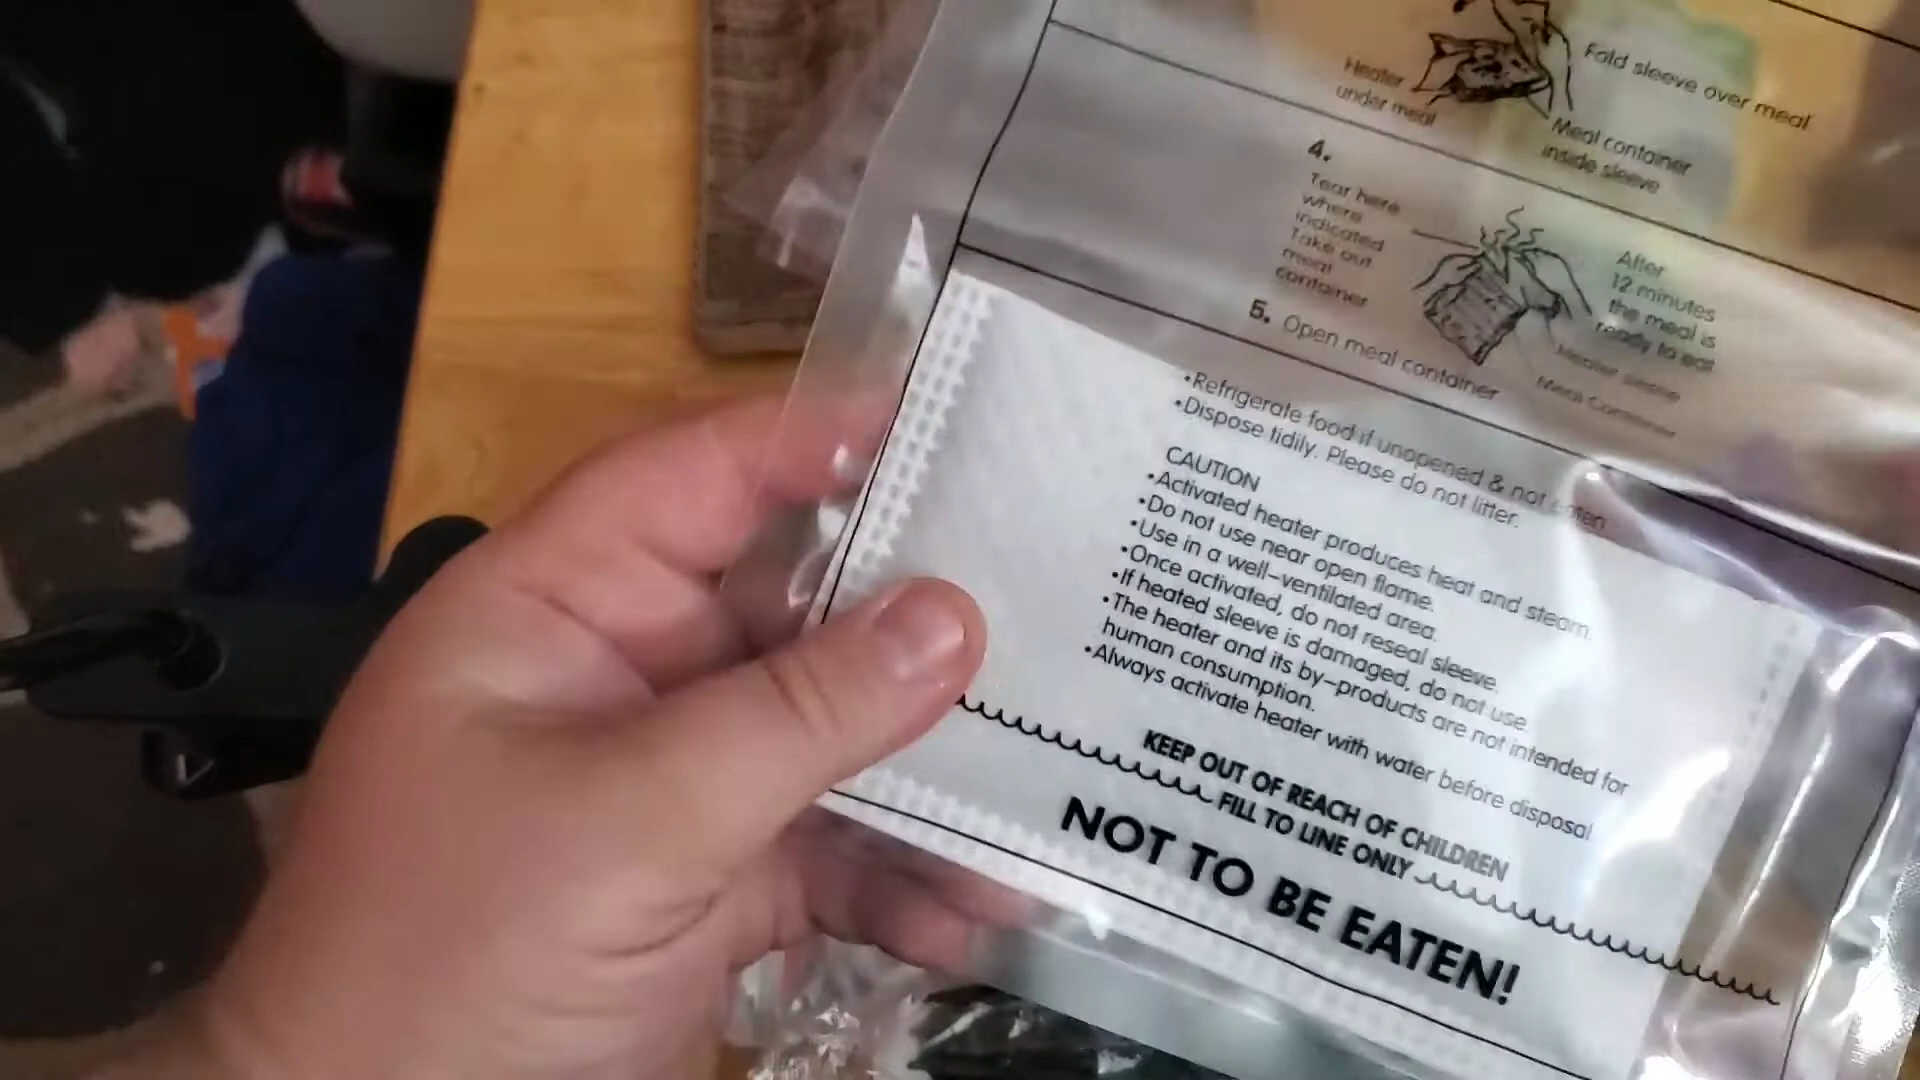 Heater
under meal
Fold sleeve over meal
Meal container
inside sleeve
4.
Tear here
where
indicated
Take out
meal
container
After
12 minutes
the meal is
ready to eat
Heater sleeve
Meal Container
5. Open meal container
•Refrigerate food if unopened & not eaten
•Dispose tidily. Please do not litter.
CAUTION
•Activated heater produces heat and steam.
•Do not use near open flame.
•Use in a well-ventilated area.
•Once activated, do not reseal sleeve.
•If heated sleeve is damaged, do not use
•The heater and its by-products are not intended for
human consumption.
•Always activate heater with water before disposal
KEEP OUT OF REACH OF CHILDREN
FILL TO LINE ONLY
NOT TO BE EATEN!